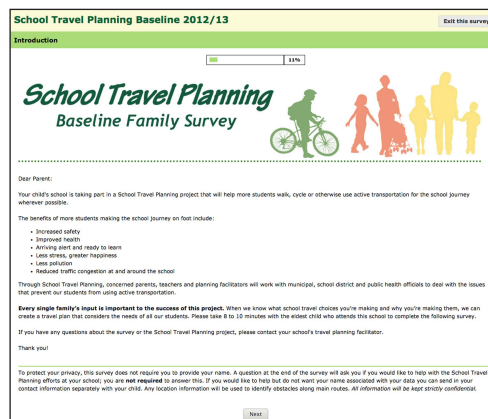 School Travel Planning Baseline 2012/13
Exit this survey
Introduction
11%
School Travel Planning
Baseline Family Survey
Dear Parent:
Your child's school is taking part in a School Travel Planning project that will help more students walk, cycle or otherwise use active transportation for the school journey
wherever possible.
The benefits of more students making the school journey on foot include:
• Increased safety
• Improved health
• Arriving alert and ready to learn
• Less stress, greater happiness
• Less pollution
• Reduced traffic congestion at and around the school
Through School Travel Planning, concerned parents, teachers and planning facilitators will work with municipal, school district and public health officials to deal with the issues
that prevent our students from using active transportation.
Every single family's input is important to the success of this project. When we know what school travel choices you're making and why you're making them, we can
create a travel plan that considers the needs of all our students. Please take 8 to 10 minutes with the eldest child who attends this school to complete the following survey.
If you have any questions about the survey or the School Travel Planning project, please contact your school's travel planning facilitator.
Thank you!
To protect your privacy, this survey does not require you to provide your name. A question at the end of the survey will ask you if you would like to help with the School Travel
Planning efforts at your school; you are not required to answer this. If you would like to help but do not want your name associated with your data you can send in your
contact information separately with your child. Any location information will be used to identify obstacles along main routes. All information will be kept strictly confidential.
Next